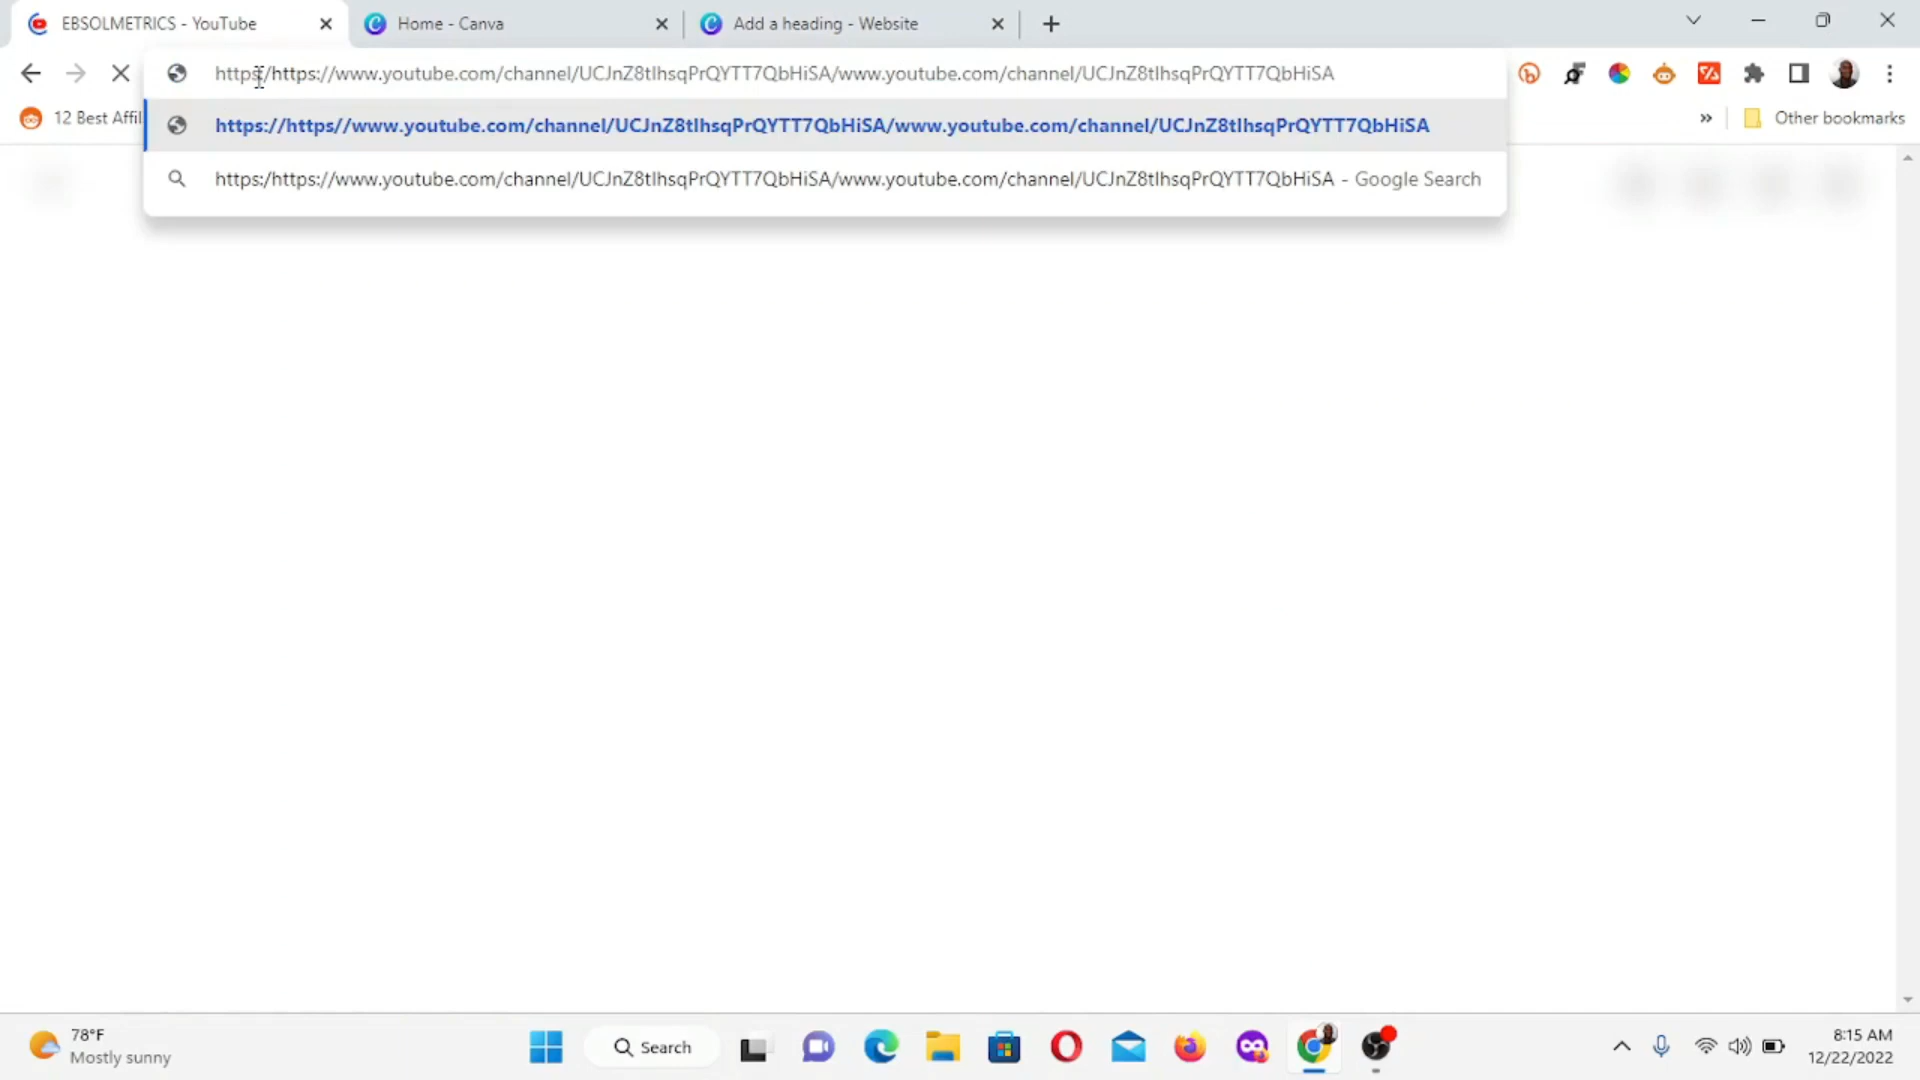 EBSOLMETRICS - YouTube
Home - Canva
Add a heading - Website
https:/https://www.youtube.com/channel/UCJnZ8tlhsqPrQYTT7QbHiSA/www.youtube.com/channel/UCJnZ8tlhsqPrQYTT7QbHiSA
12 Best Affil
https://https//www.youtube.com/channel/UCJnZ8tlhsqPrQYTT7QbHiSA/www.youtube.com/channel/UCJnZ8tlhsqPrQYTT7QbHiSA
Other bookmarks
https:/https://www.youtube.com/channel/UCJnZ8tlhsqPrQYTT7QbHiSA/www.youtube.com/channel/UCJnZ8tlhsqPrQYTT7QbHiSA - Google Search
78°F
Mostly sunny
Search
8:15 AM
12/22/2022